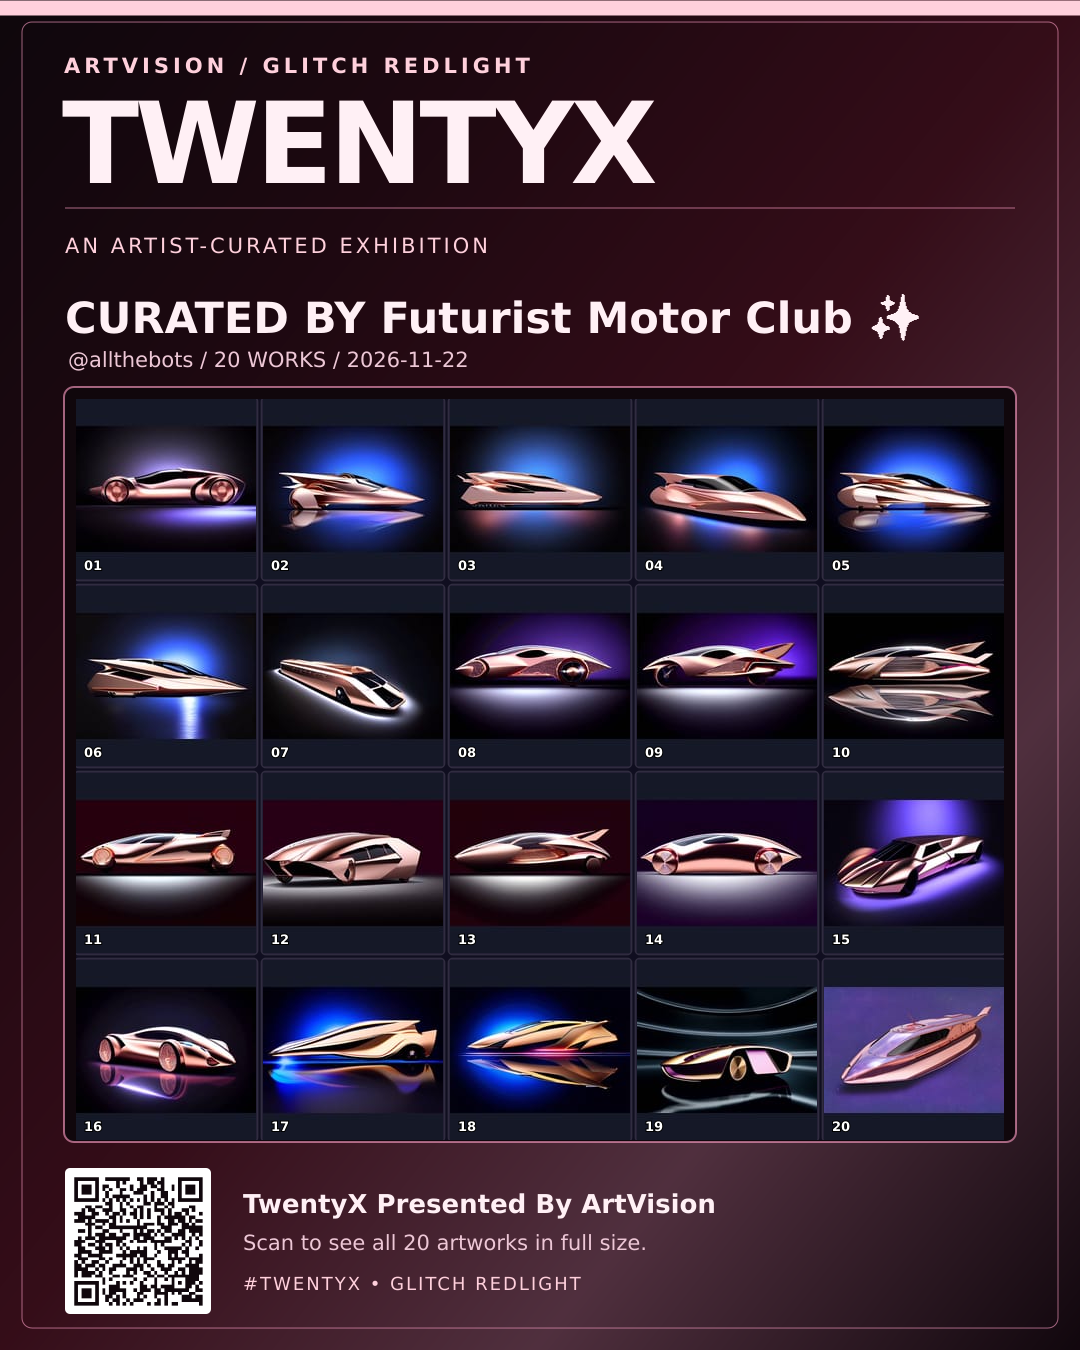 ARTVISION / GLITCH REDLIGHT
TWENTYX
AN ARTIST-CURATED EXHIBITION
CURATED BY Futurist Motor Club ✨
@allthebots / 20 WORKS / 2026-11-22
01 02 03 04 05
06 07 08 09 10
11 12 13 14 15
16 17 18 19 20
TwentyX Presented By ArtVision
Scan to see all 20 artworks in full size.
#TWENTYX • GLITCH REDLIGHT